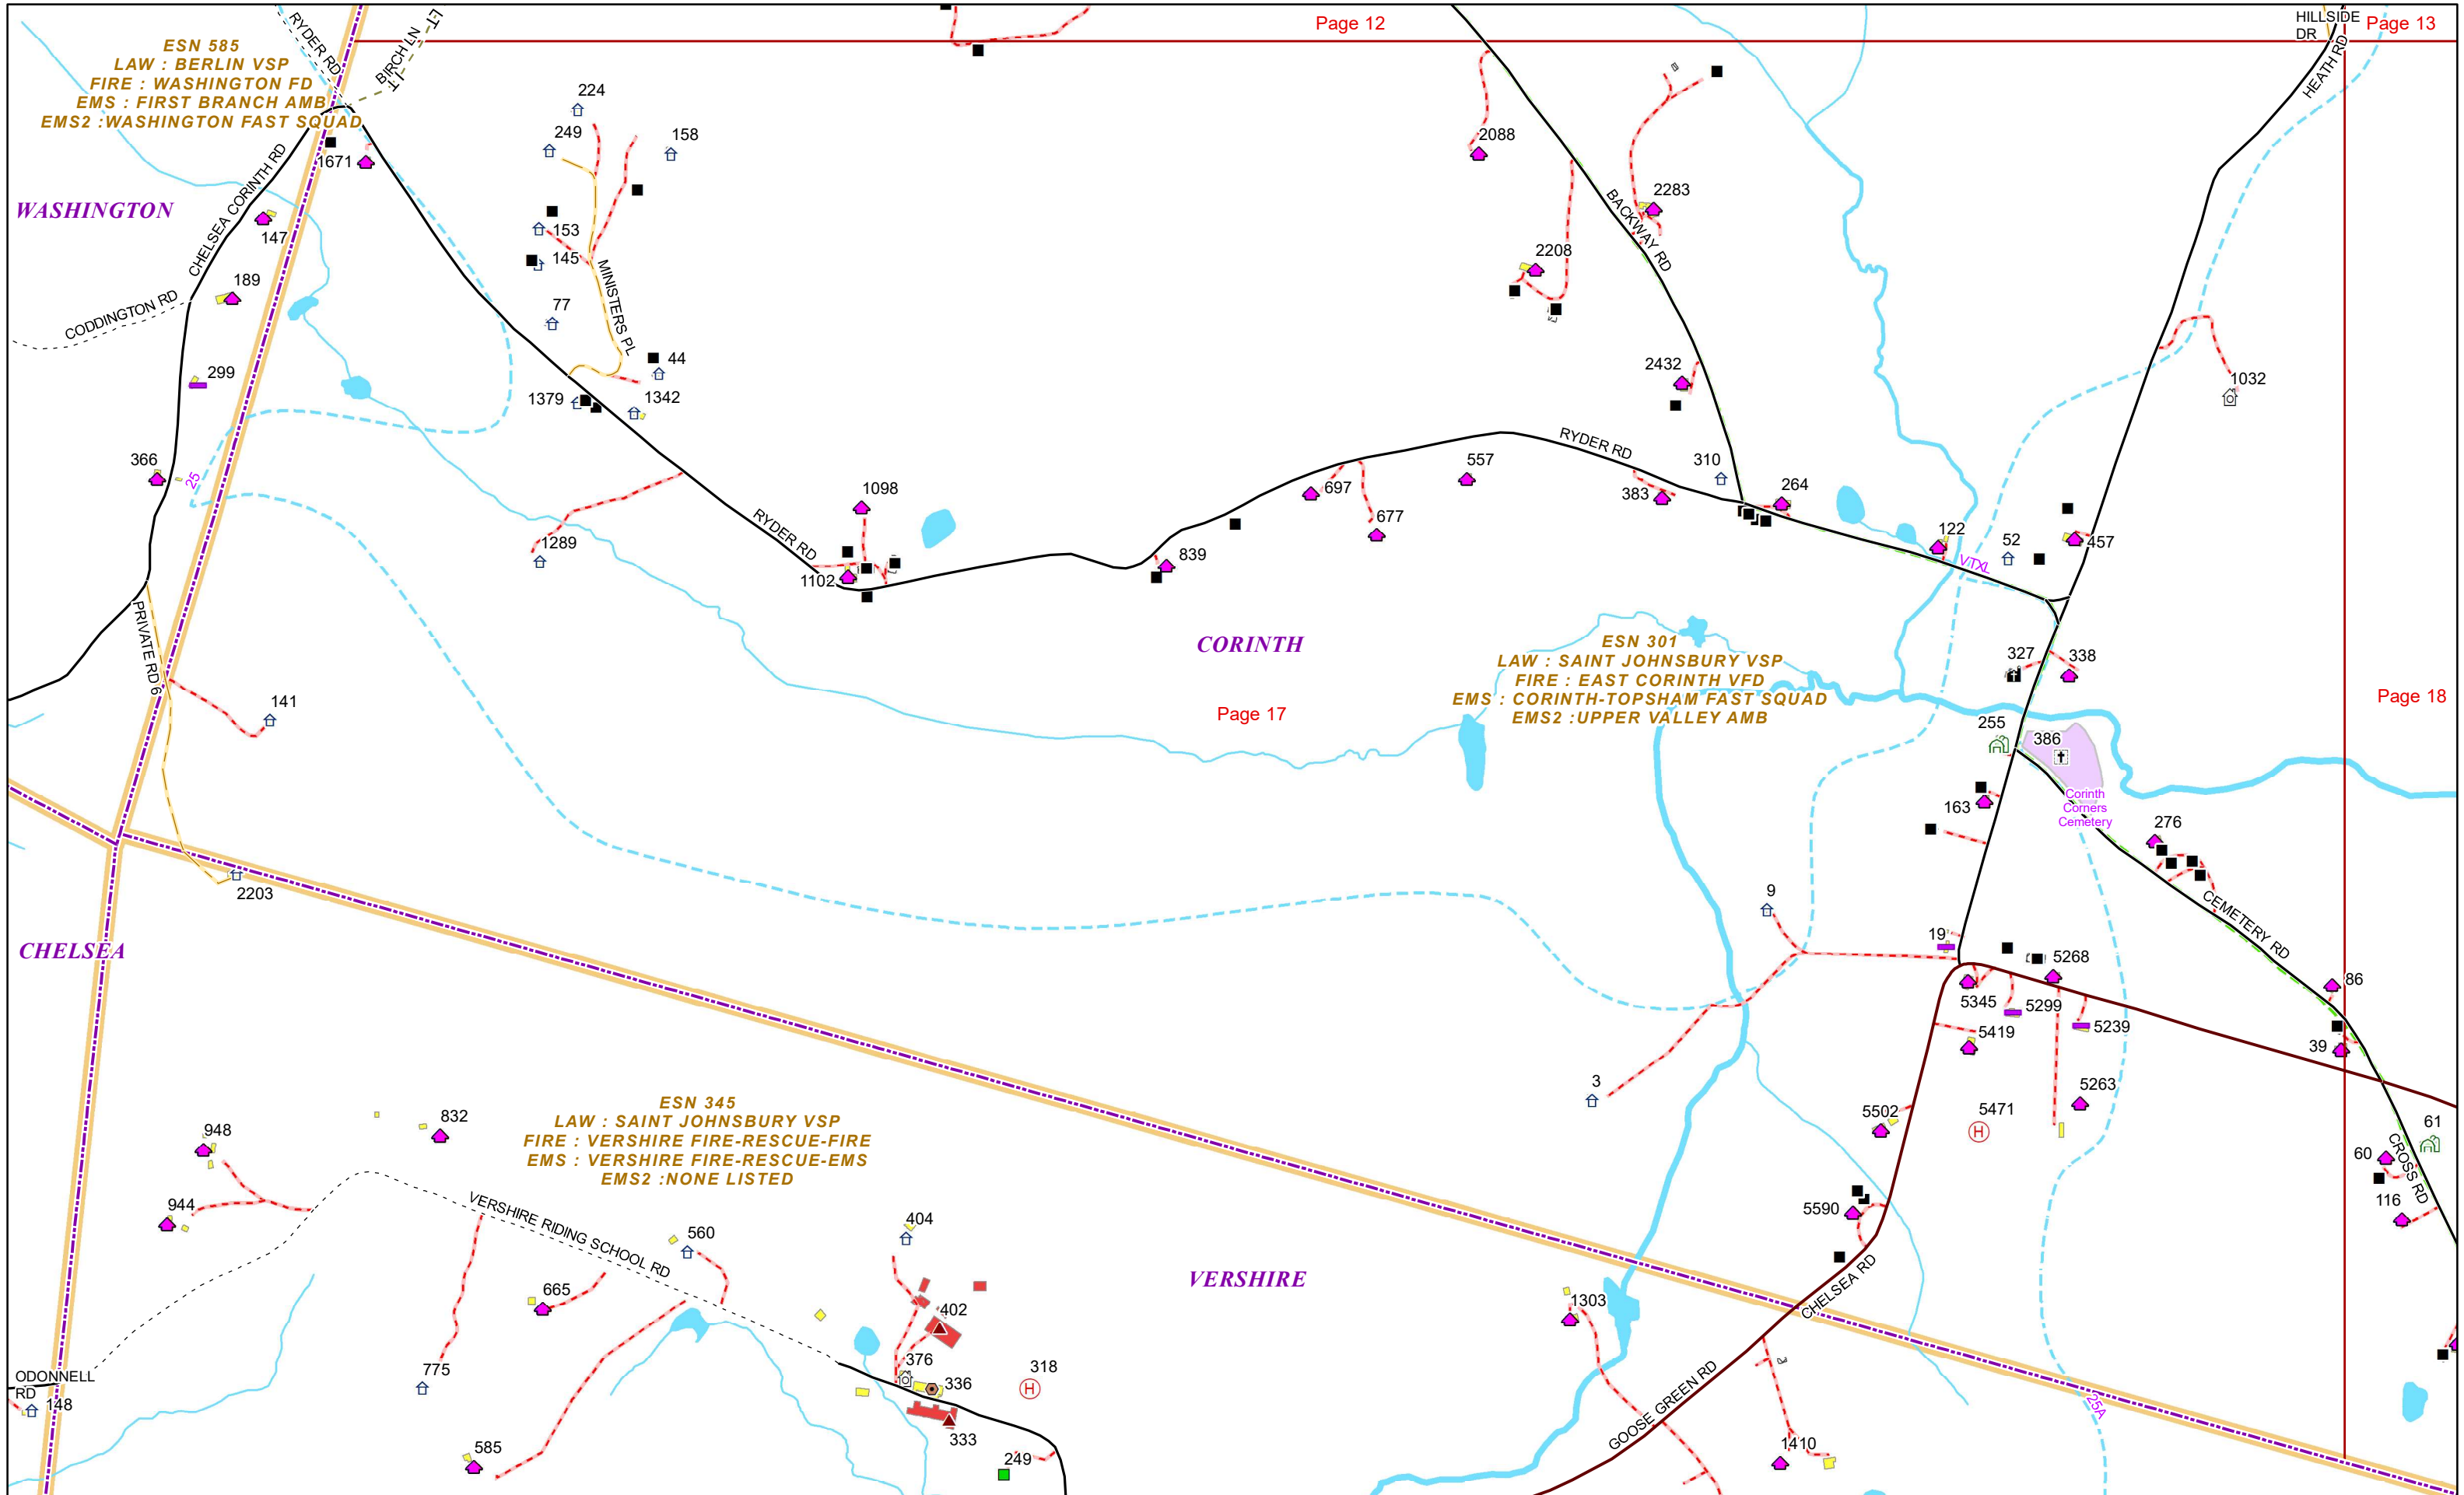 Page 12
HILLSIDE
DR
Page 13
RYDER RD
BIRCH LN
LT
LT
HEATH RD
ESN 585
LAW : BERLIN VSP
FIRE : WASHINGTON FD
EMS : FIRST BRANCH AMB
EMS2 :WASHINGTON FAST SQUAD
224
249
158
2088
1671
CHELSEA CORINTH RD
WASHINGTON
147
153
145
MINISTERS PL
2283
BACKWAY RD
2208
189
CODDINGTON RD
77
44
299
1379
1342
2432
1032
366
25
RYDER RD
310
557
697
383
264
1098
677
RYDER RD
1289
1102
839
122
52
457
VTXL
PRIVATE RD 6
CORINTH
ESN 301
LAW : SAINT JOHNSBURY VSP
FIRE : EAST CORINTH VFD
EMS : CORINTH-TOPSHAM FAST SQUAD
EMS2 :UPPER VALLEY AMB
327
338
Page 18
141
Page 17
255
386
Corinth
Corners
Cemetery
163
276
2203
9
CEMETERY RD
CHELSEA
19
5268
86
5345
5299
5419
5239
39
3
5263
5502
5471
61
60
CROSS RD
116
ESN 345
LAW : SAINT JOHNSBURY VSP
FIRE : VERSHIRE FIRE-RESCUE-FIRE
EMS : VERSHIRE FIRE-RESCUE-EMS
EMS2 :NONE LISTED
832
948
944
VERSHIRE RIDING SCHOOL RD
560
404
5590
VERSHIRE
CHELSEA RD
665
402
1303
376
318
H
H
336
775
ODONNELL
RD
148
GOOSE GREEN RD
25A
333
585
249
1410